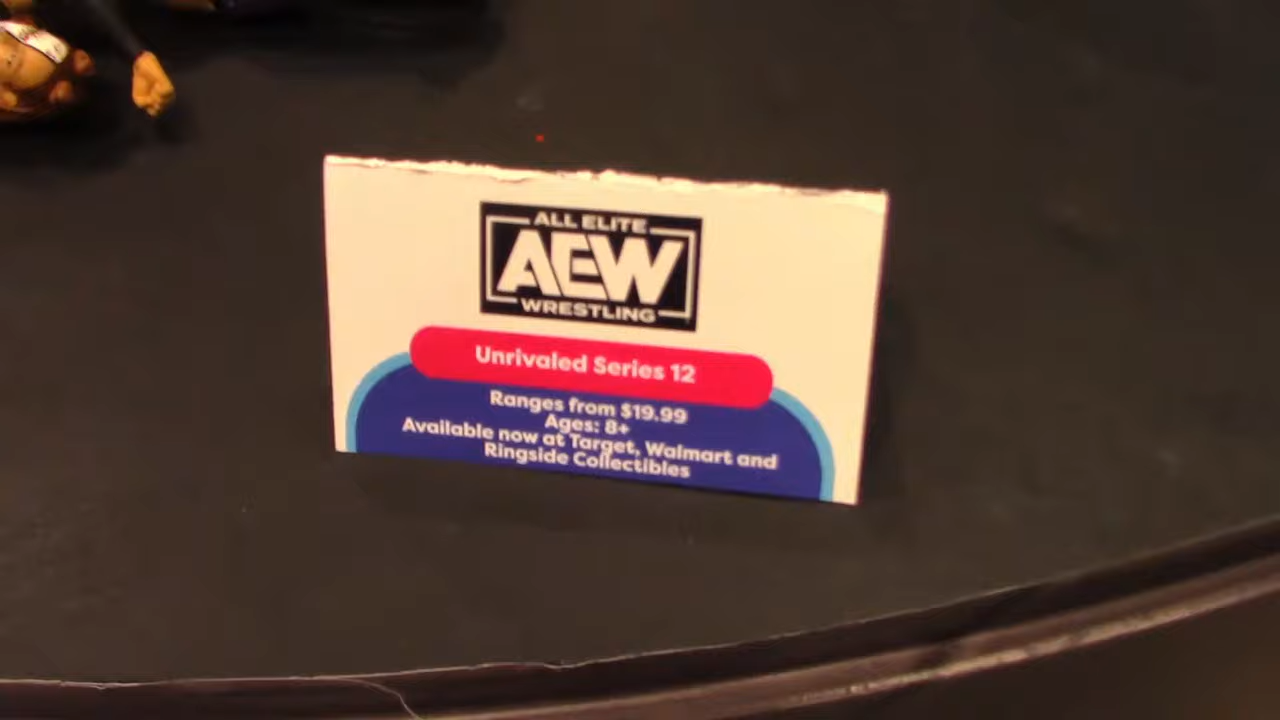 ALL ELITE
AEW
WRESTLING
Unrivaled Series 12
Ranges from $19.99
Ages: 8+
Available now at Target, Walmart and
Ringside Collectibles